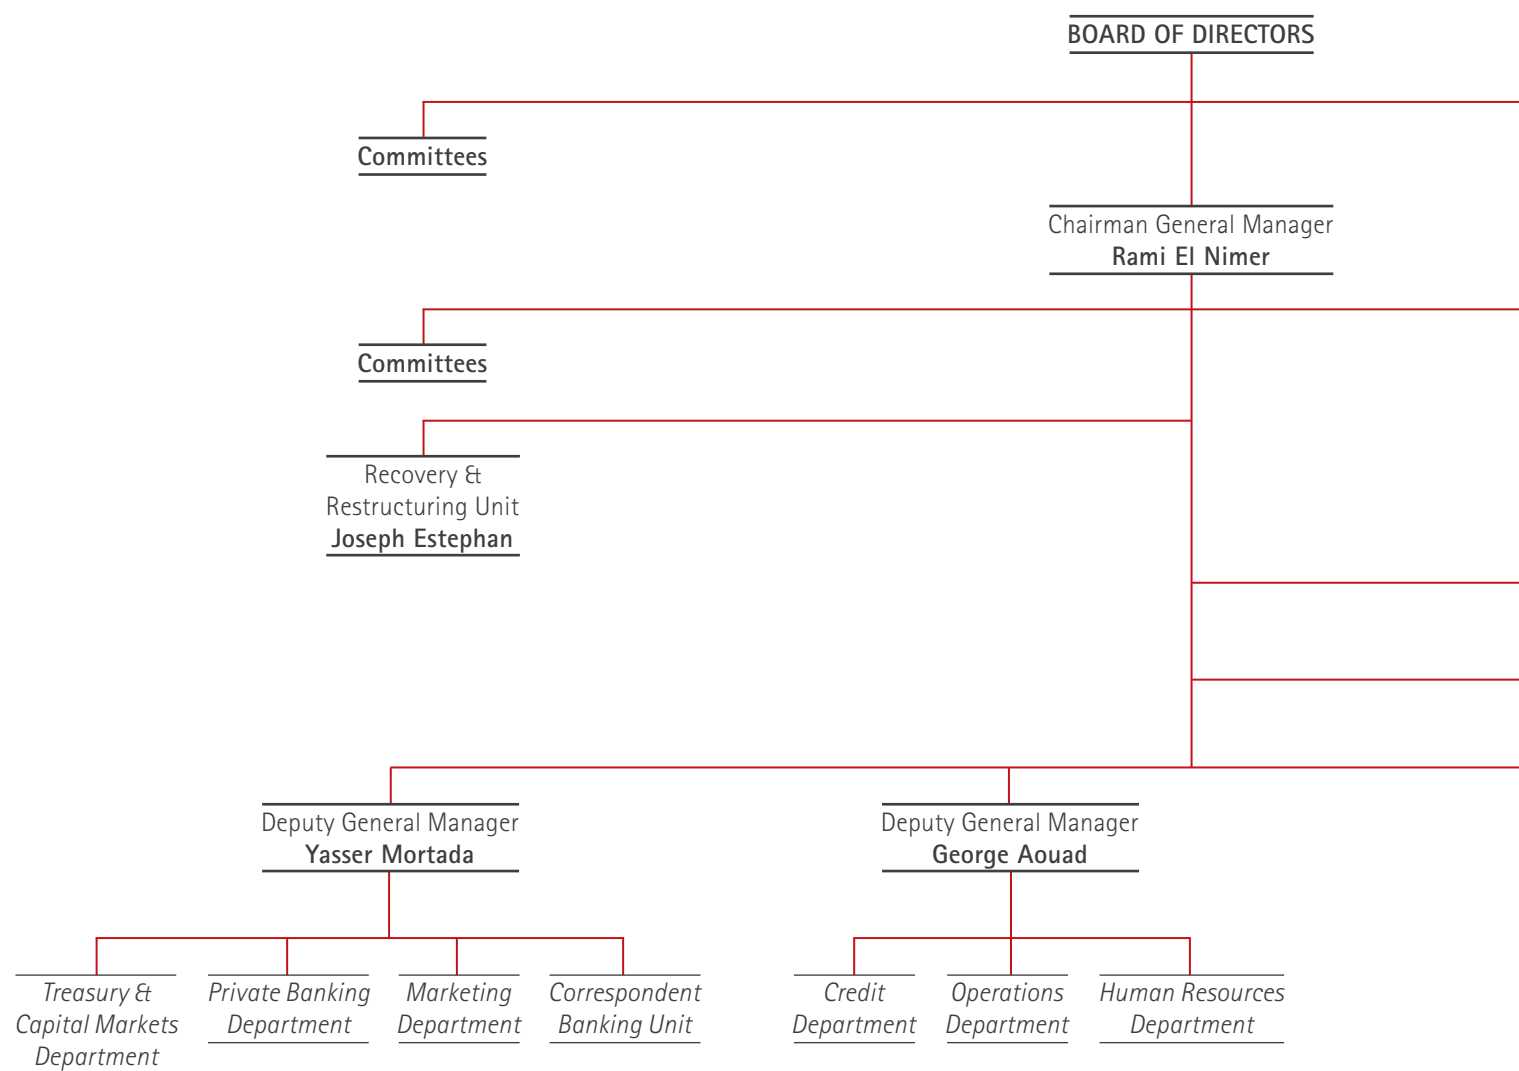 BOARD OF DIRECTORS
Committees
Chairman General Manager
Rami El Nimer
Committees
Recovery &
Restructuring Unit
Joseph Estephan
Deputy General Manager
Yasser Mortada
Deputy General Manager
George Aouad
Treasury &
Capital Markets
Department
Private Banking
Department
Marketing
Department
Correspondent
Banking Unit
Credit
Department
Operations
Department
Human Resources
Department